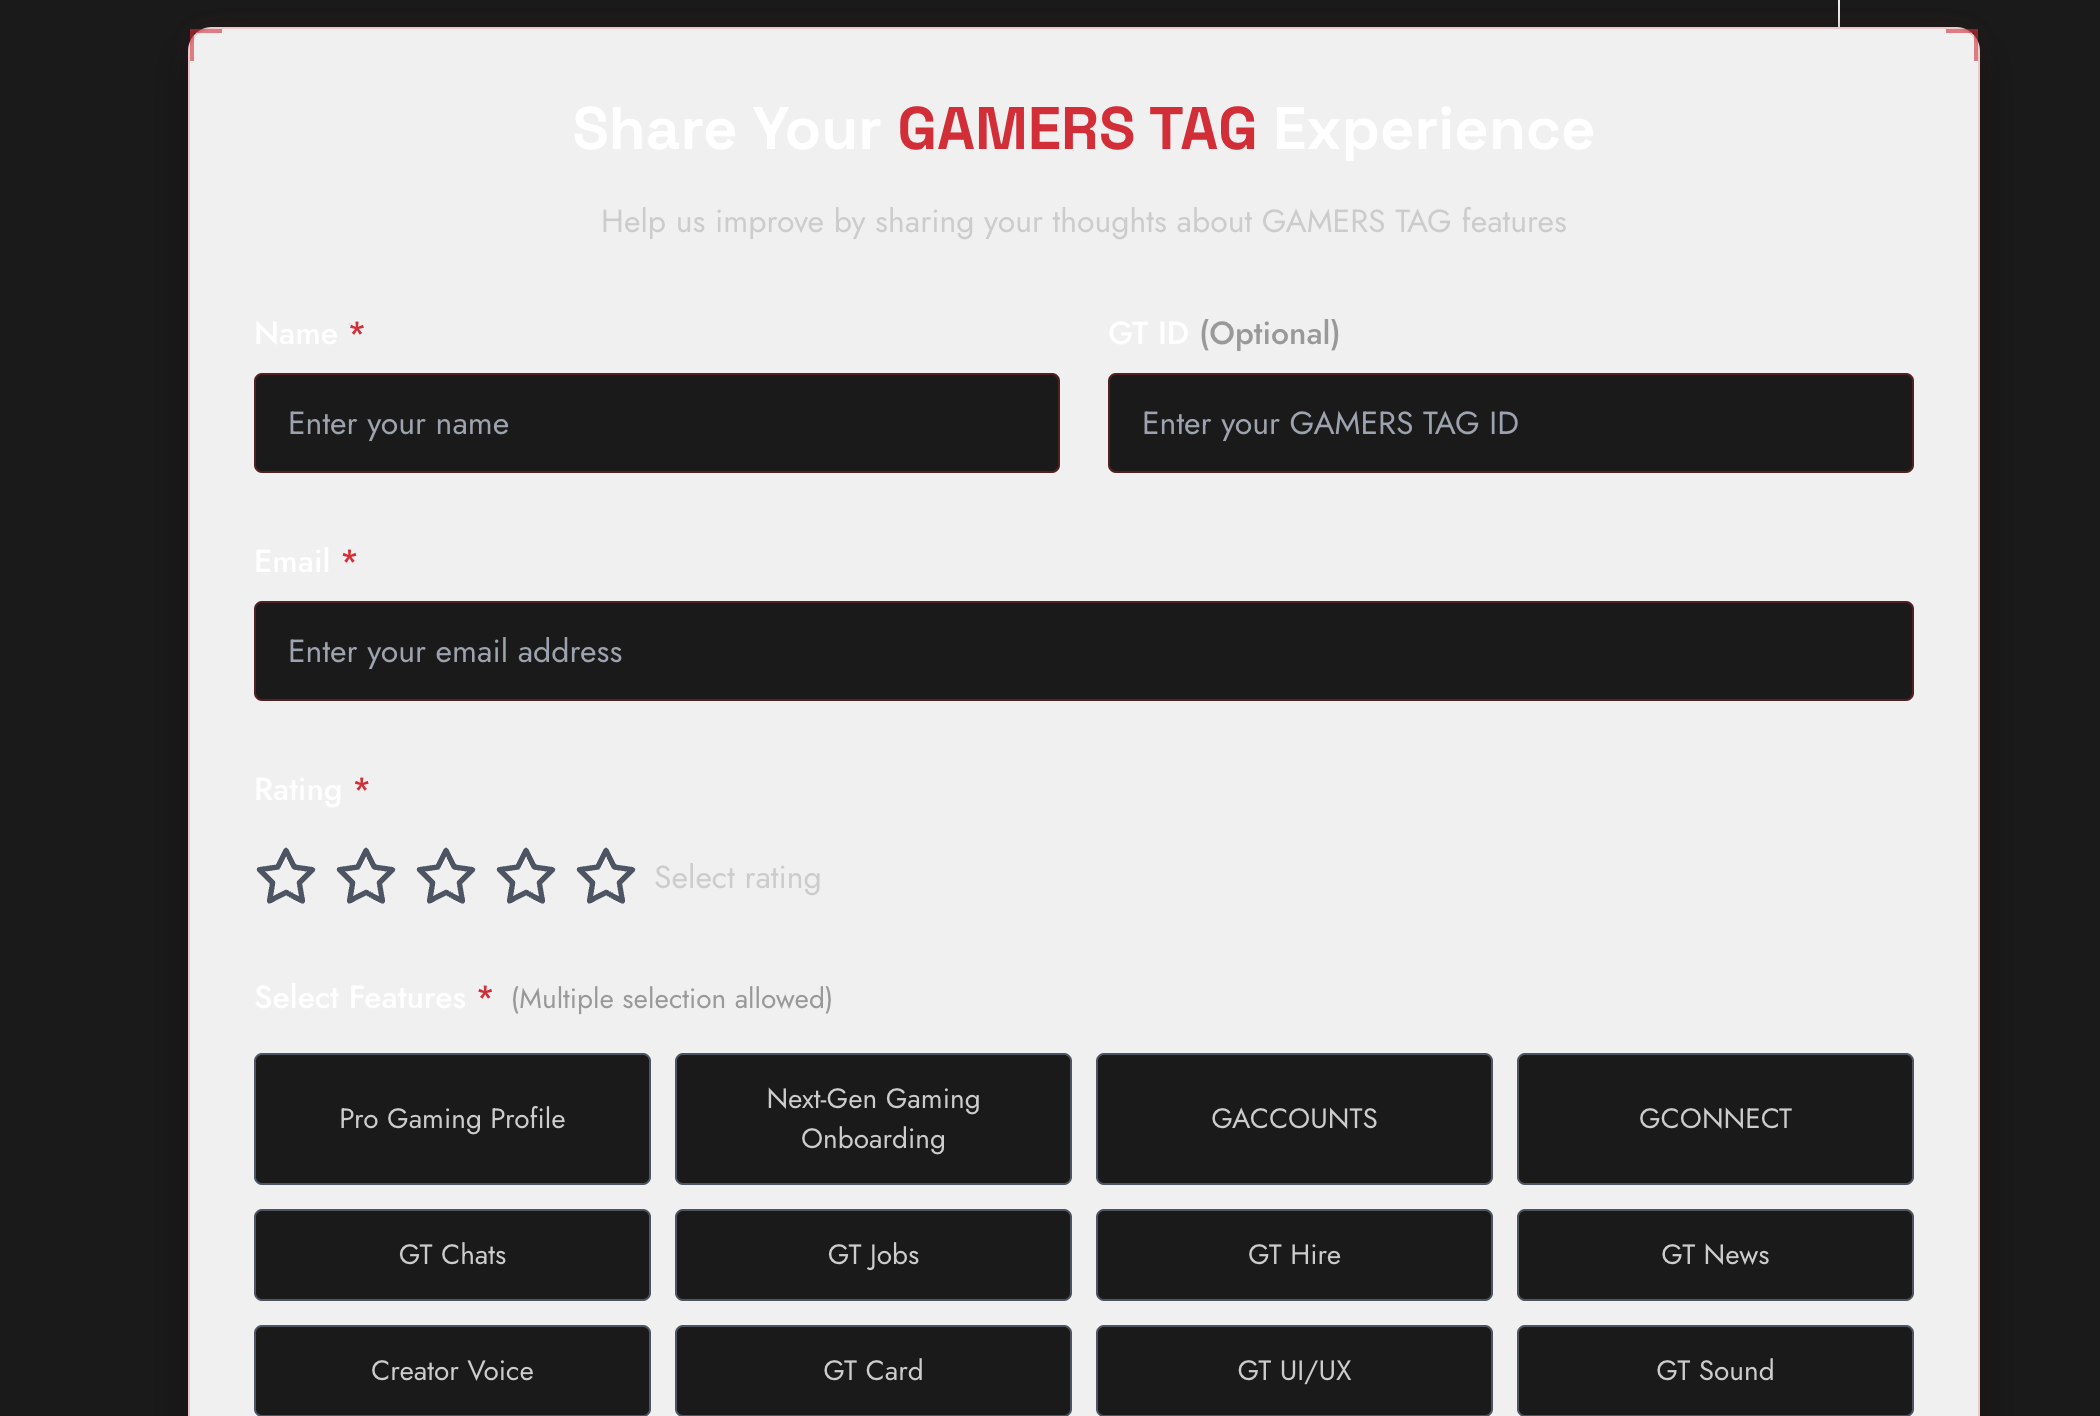 Share Your GAMERS TAG Experience
Help us improve by sharing your thoughts about GAMERS TAG features
Name *
GT ID (Optional)
Enter your name
Enter your GAMERS TAG ID
Email *
Enter your email address
Rating *
Select rating
Select Features * (Multiple selection allowed)
Pro Gaming Profile
Next-Gen Gaming
Onboarding
GACCOUNTS
GCONNECT
GT Chats
GT Jobs
GT Hire
GT News
Creator Voice
GT Card
GT UI/UX
GT Sound